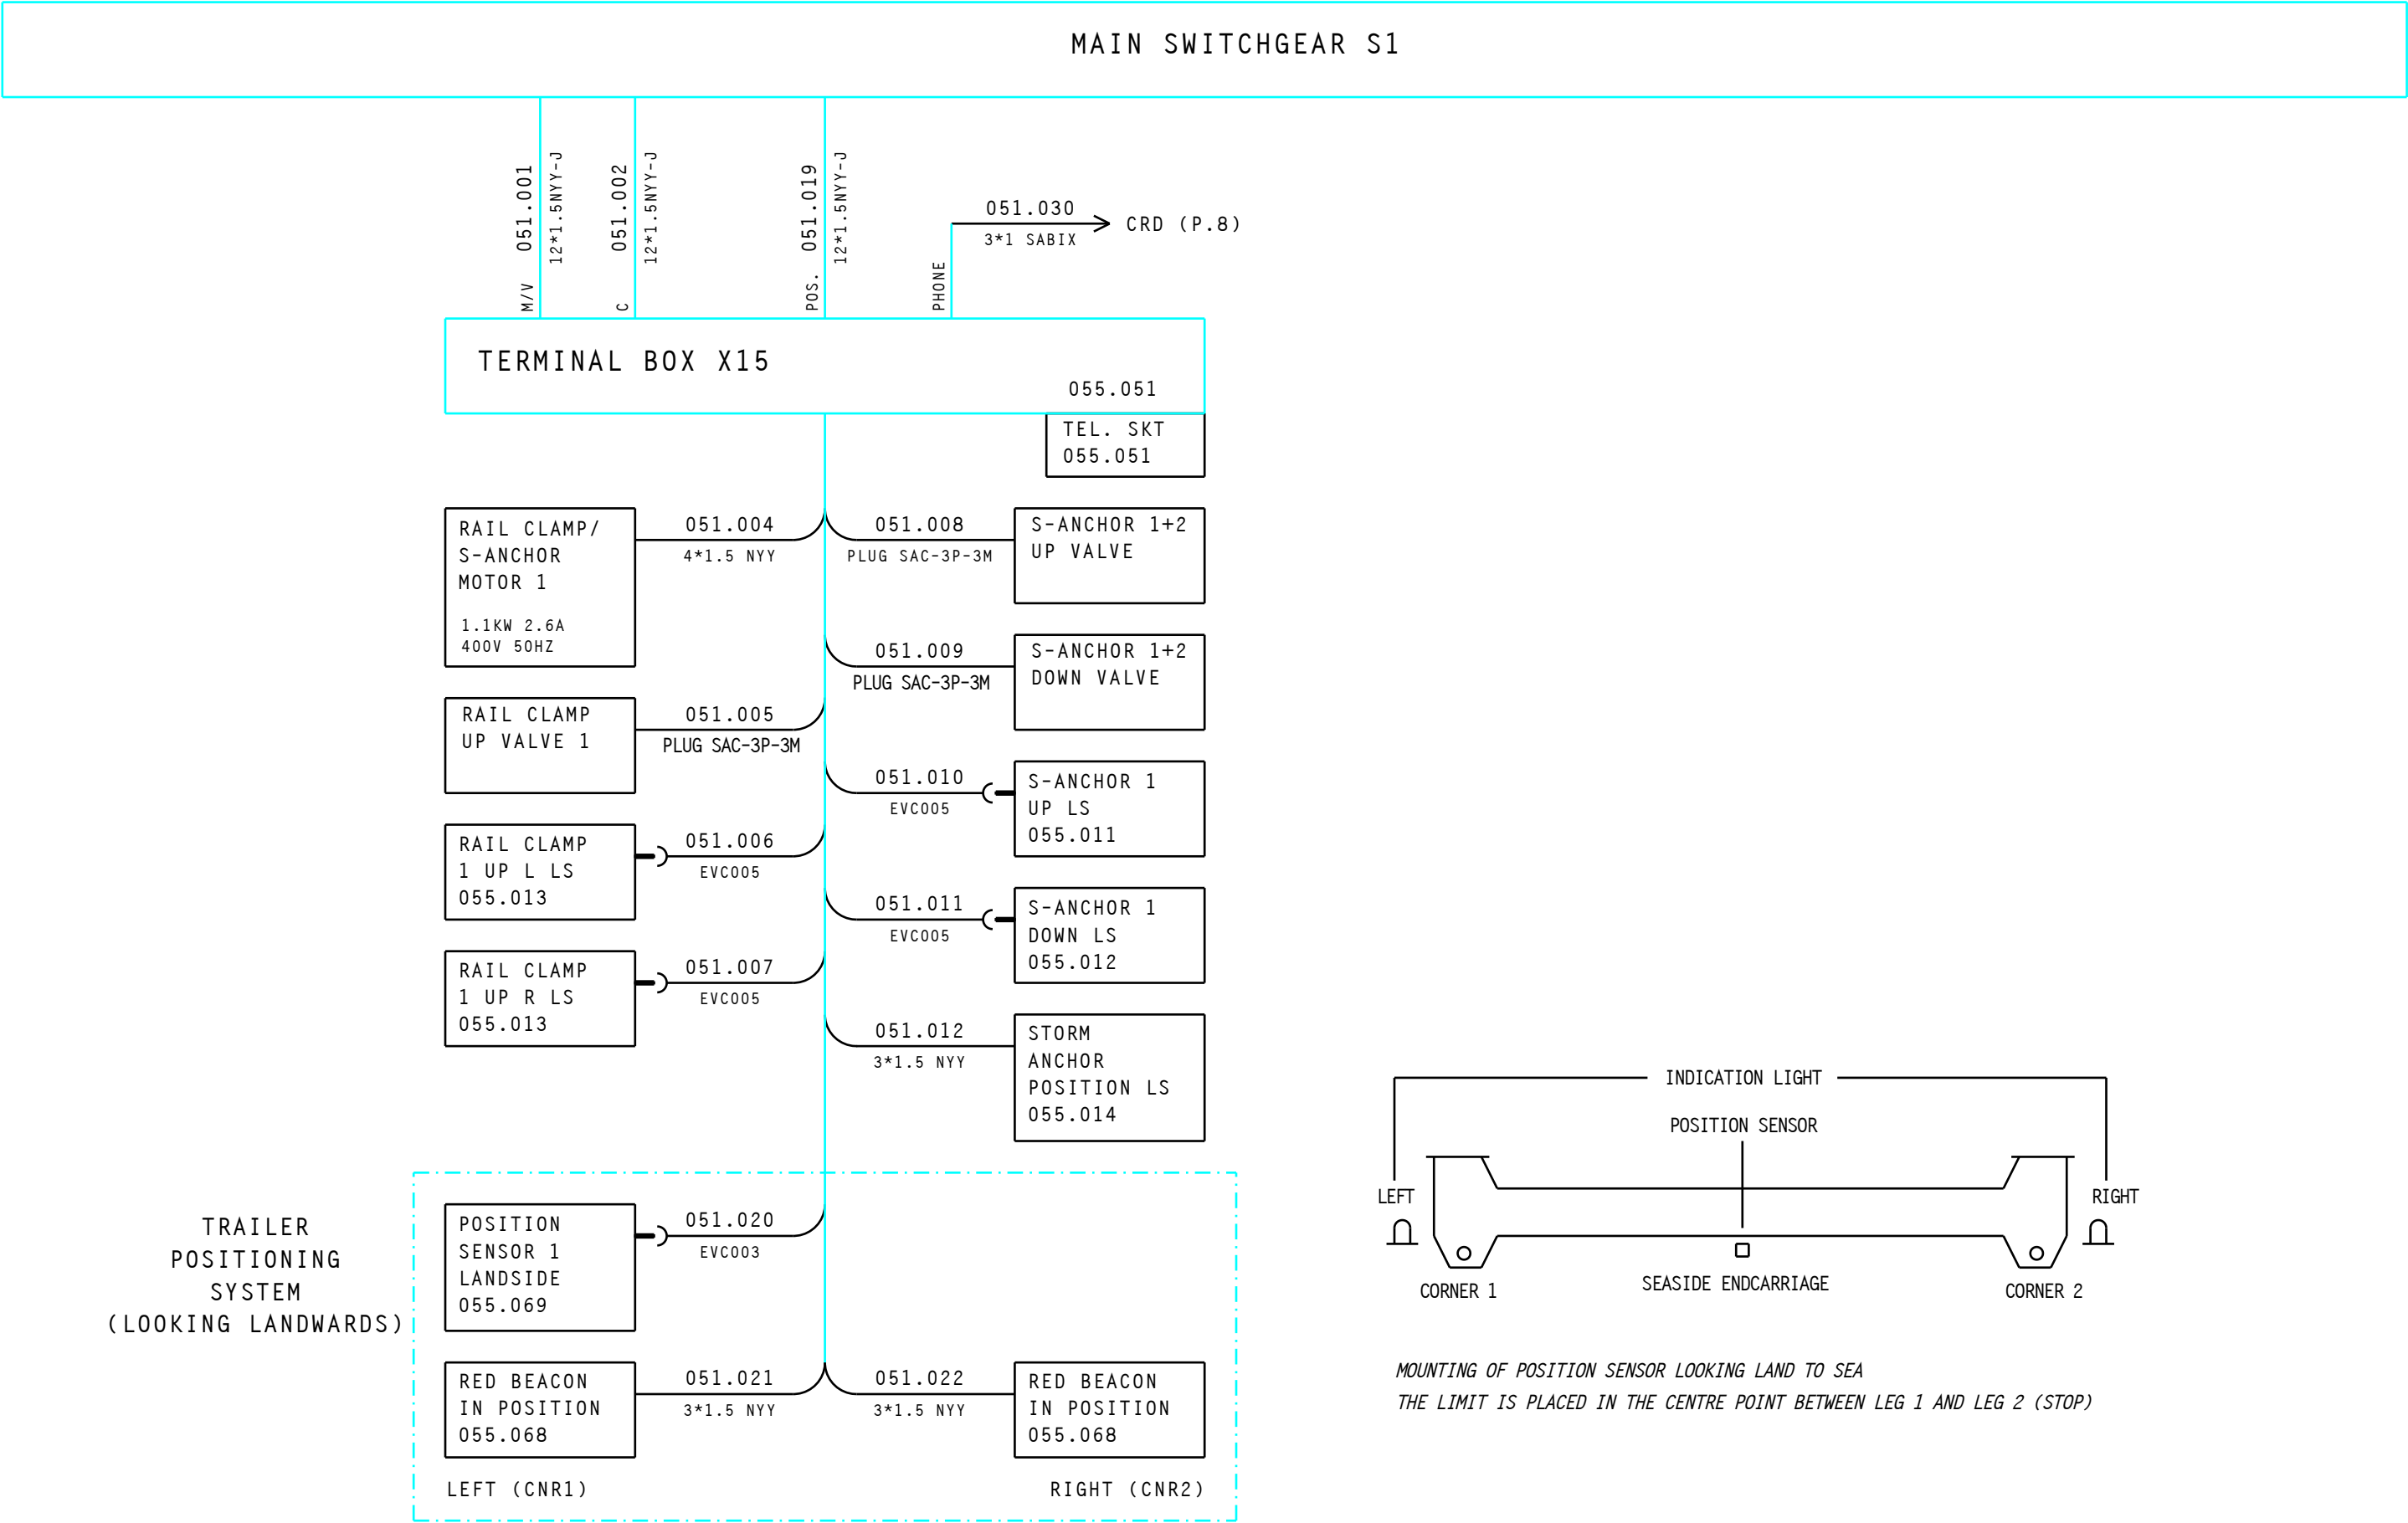 MAIN SWITCHGEAR S1
M/V 051.001
12*1.5NYY-J
C 051.002
12*1.5NYY-J
POS. 051.019
12*1.5NYY-J
PHONE
051.030
3*1 SABIX
CRD (P.8)
TERMINAL BOX X15
055.051
TEL. SKT
055.051
RAIL CLAMP/
S-ANCHOR
MOTOR 1
1.1KW 2.6A
400V 50HZ
051.004
4*1.5 NYY
051.008
PLUG SAC-3P-3M
S-ANCHOR 1+2
UP VALVE
051.009
PLUG SAC-3P-3M
S-ANCHOR 1+2
DOWN VALVE
RAIL CLAMP
UP VALVE 1
051.005
PLUG SAC-3P-3M
051.010
EVC005
S-ANCHOR 1
UP LS
055.011
RAIL CLAMP
1 UP L LS
055.013
051.006
EVC005
051.011
EVC005
S-ANCHOR 1
DOWN LS
055.012
RAIL CLAMP
1 UP R LS
055.013
051.007
EVC005
051.012
3*1.5 NYY
STORM
ANCHOR
POSITION LS
055.014
TRAILER
POSITIONING
SYSTEM
(LOOKING LANDWARDS)
POSITION
SENSOR 1
LANDSIDE
055.069
051.020
EVC003
RED BEACON
IN POSITION
055.068
051.021
3*1.5 NYY
051.022
3*1.5 NYY
RED BEACON
IN POSITION
055.068
LEFT (CNR1)
RIGHT (CNR2)
INDICATION LIGHT
POSITION SENSOR
LEFT
RIGHT
CORNER 1
SEASIDE ENDCARRIAGE
CORNER 2
MOUNTING OF POSITION SENSOR LOOKING LAND TO SEA
THE LIMIT IS PLACED IN THE CENTRE POINT BETWEEN LEG 1 AND LEG 2 (STOP)